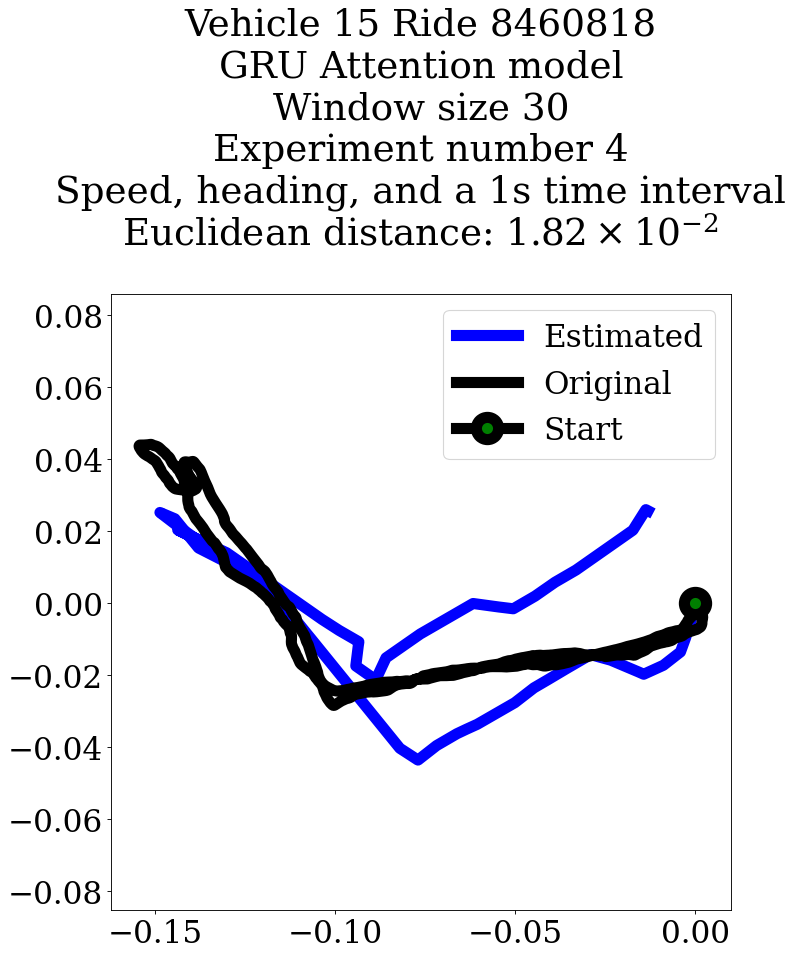 Vehicle 15 Ride 8460818
GRU Attention model
Window size 30
Experiment number 4
Speed, heading, and a 1s time interval
Euclidean distance: 1.82 × 10⁻²
Estimated
Original
Start
0.08
0.06
0.04
0.02
0.00
−0.02
−0.04
−0.06
−0.08
−0.15 −0.10 −0.05 0.00